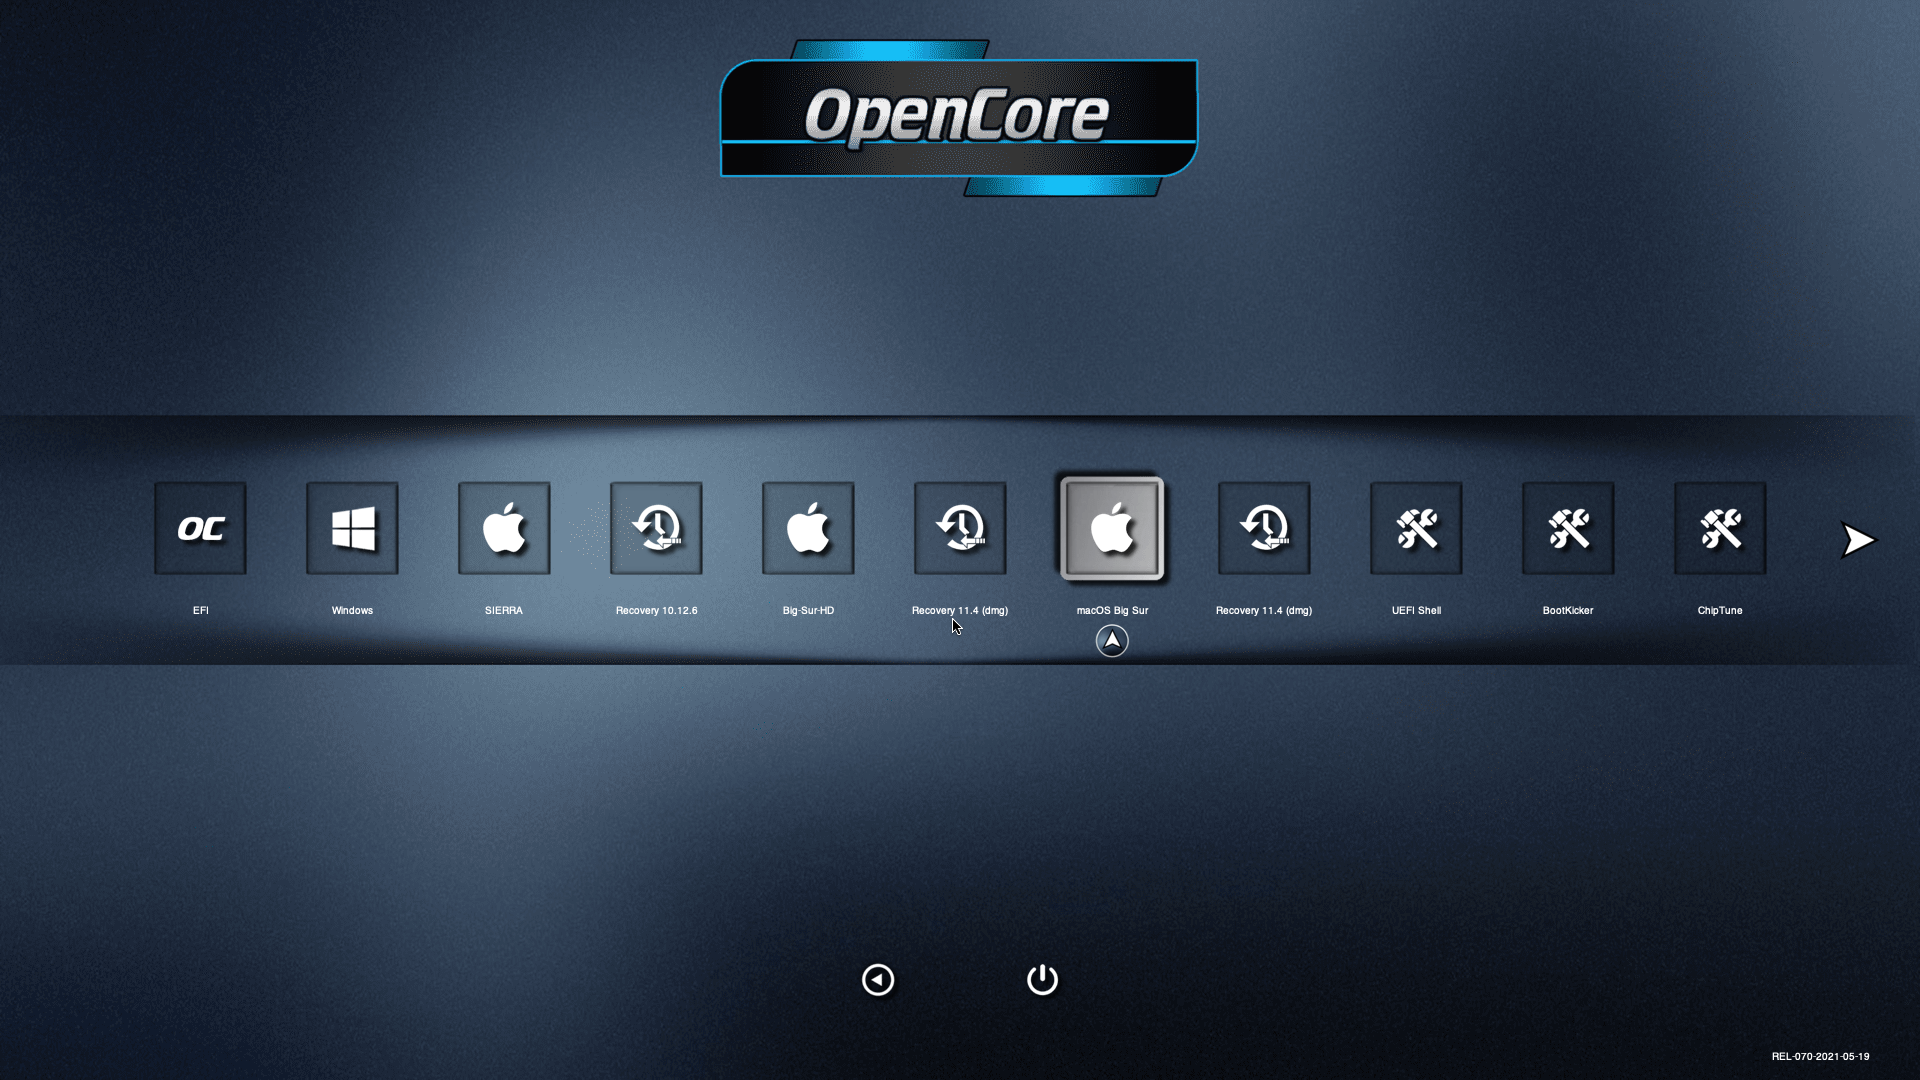 OpenCore
OC
EFI
Windows
SIERRA
Recovery 10.12.6
Big-Sur-HD
Recovery 11.4 (dmg)
macOS Big Sur
Recovery 11.4 (dmg)
UEFI Shell
BootKicker
ChipTune
REL-070-2021-05-19